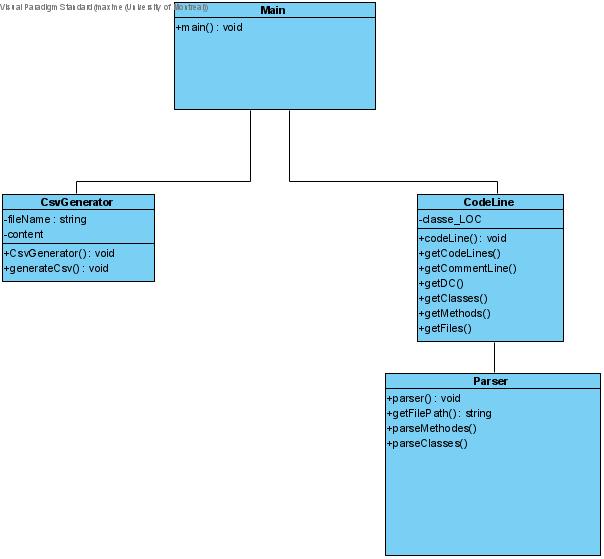 Visual Paradigm Standard(maxime (University of Montreal))
Main
+main() : void
CsvGenerator
-fileName : string
-content
+CsvGenerator() : void
+generateCsv() : void
CodeLine
-classe_LOC
+codeLine() : void
+getCodeLines()
+getCommentLine()
+getDC()
+getClasses()
+getMethods()
+getFiles()
Parser
+parser() : void
+getFilePath() : string
+parseMethodes()
+parseClasses()